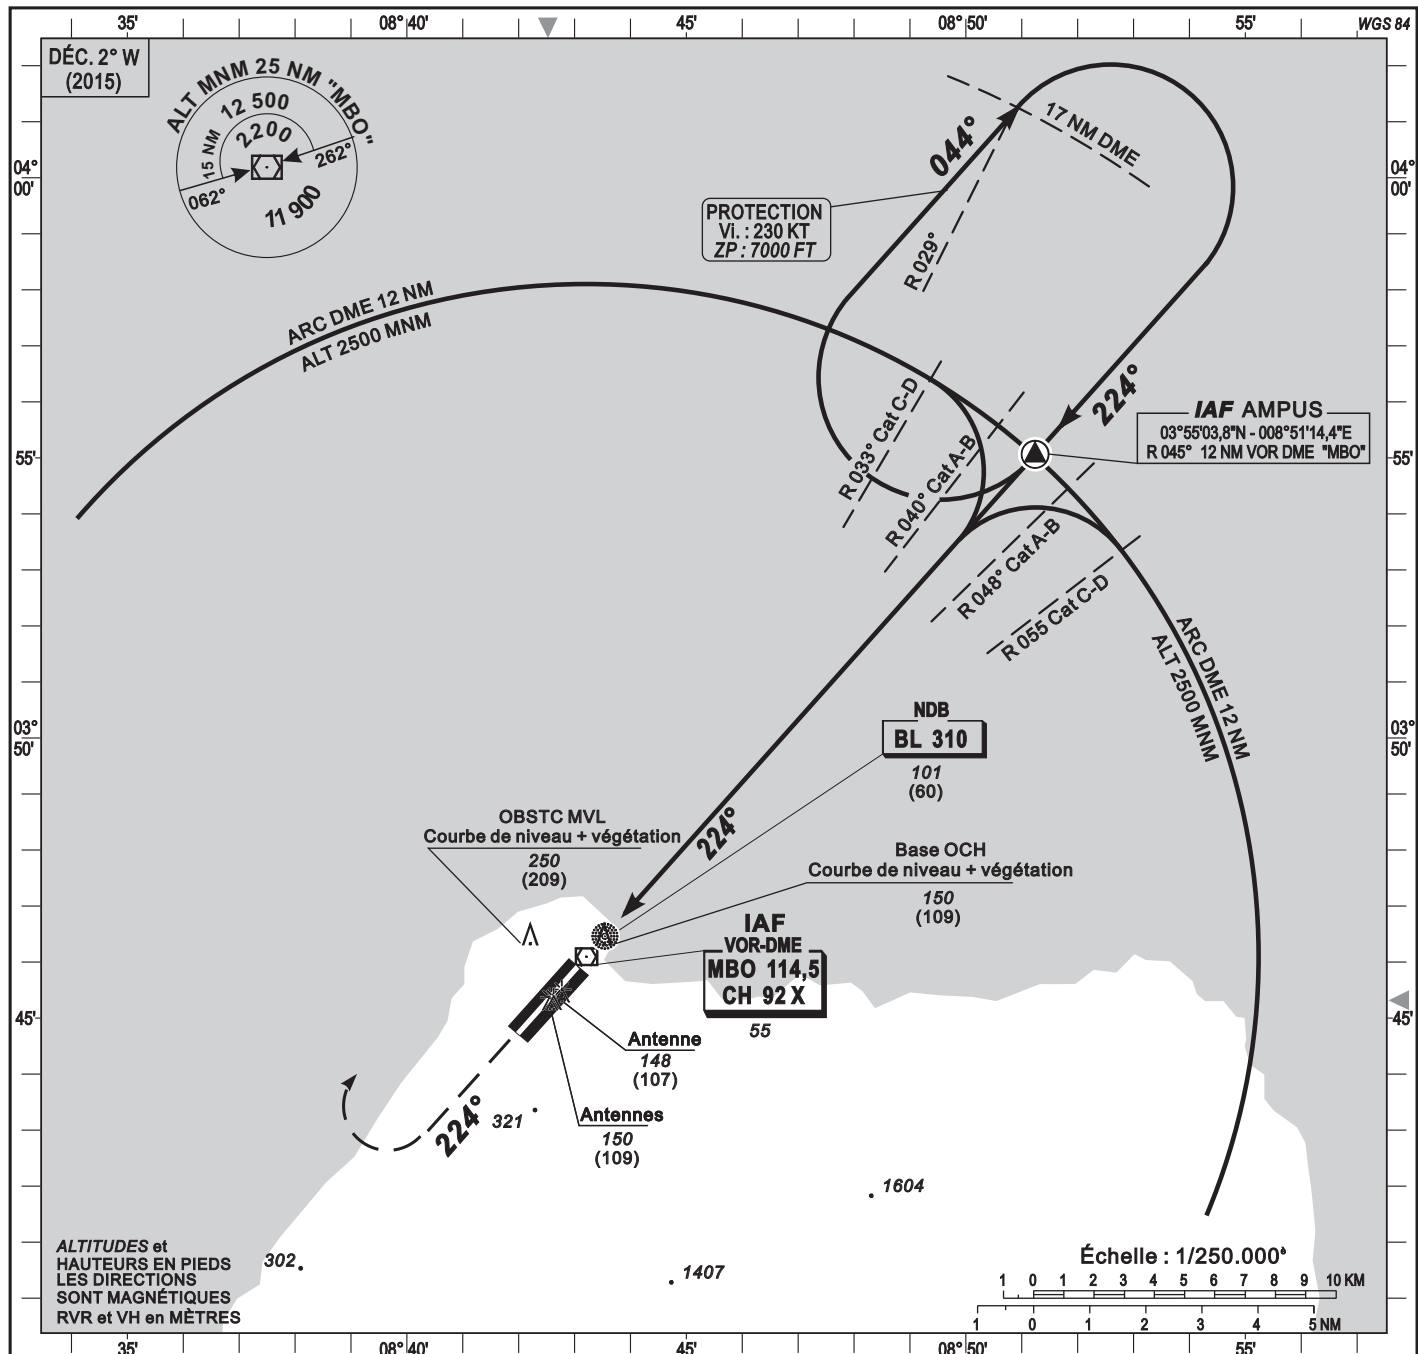 35'
08°40'
45'
08°50'
55'
WGS 84
DÉC. 2° W
(2015)
ALT MNM 25 NM "MBO"
12 500
2200
15 NM
262°
062°
11 900
04°
00'
04°
00'
044°
17 NM DME
PROTECTION
Vi. : 230 KT
ZP : 7000 FT
R 029°
ARC DME 12 NM
ALT 2500 MNM
224°
IAF AMPUS
03°55'03,8"N - 008°51'14,4"E
R 045° 12 NM VOR DME "MBO"
R 033° Cat C-D
R 040° Cat A-B
55'
55'
R 048° Cat A-B
R 055 Cat C-D
ARC DME 12 NM
ALT 2500 MNM
03°
50'
03°
50'
NDB
BL 310
101
(60)
224°
OBSTC MVL
Courbe de niveau + végétation
250
(209)
Base OCH
Courbe de niveau + végétation
150
(109)
IAF
VOR-DME
MBO 114,5
CH 92 X
55
45'
45'
Antenne
148
(107)
Antennes
150
(109)
224°
321
1604
302
1407
ALTITUDES et
HAUTEURS EN PIEDS
LES DIRECTIONS
SONT MAGNÉTIQUES
RVR et VH en MÈTRES
Échelle : 1/250.000è
1 0 1 2 3 4 5 6 7 8 9 10 KM
1 0 1 2 3 4 5 NM
35'
08°40'
45'
08°50'
55'